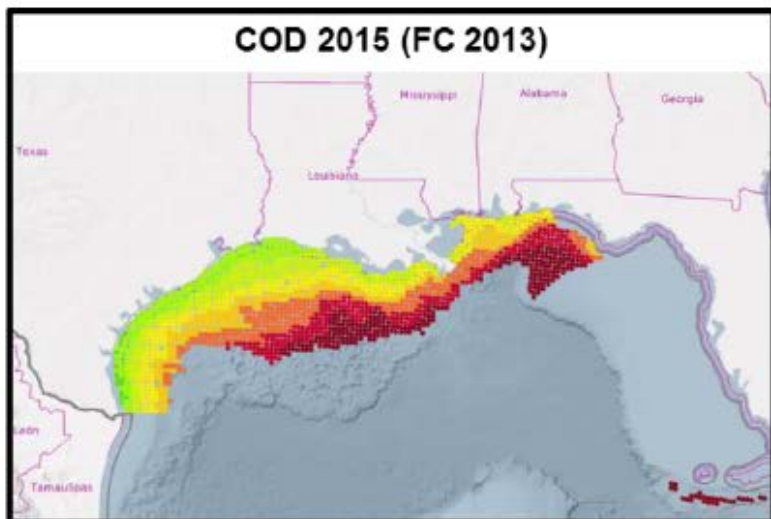 COD 2015 (FC 2013)
Mississippi
Alabama
Georgia
Texas
Louisiana
León
Tamaulipas